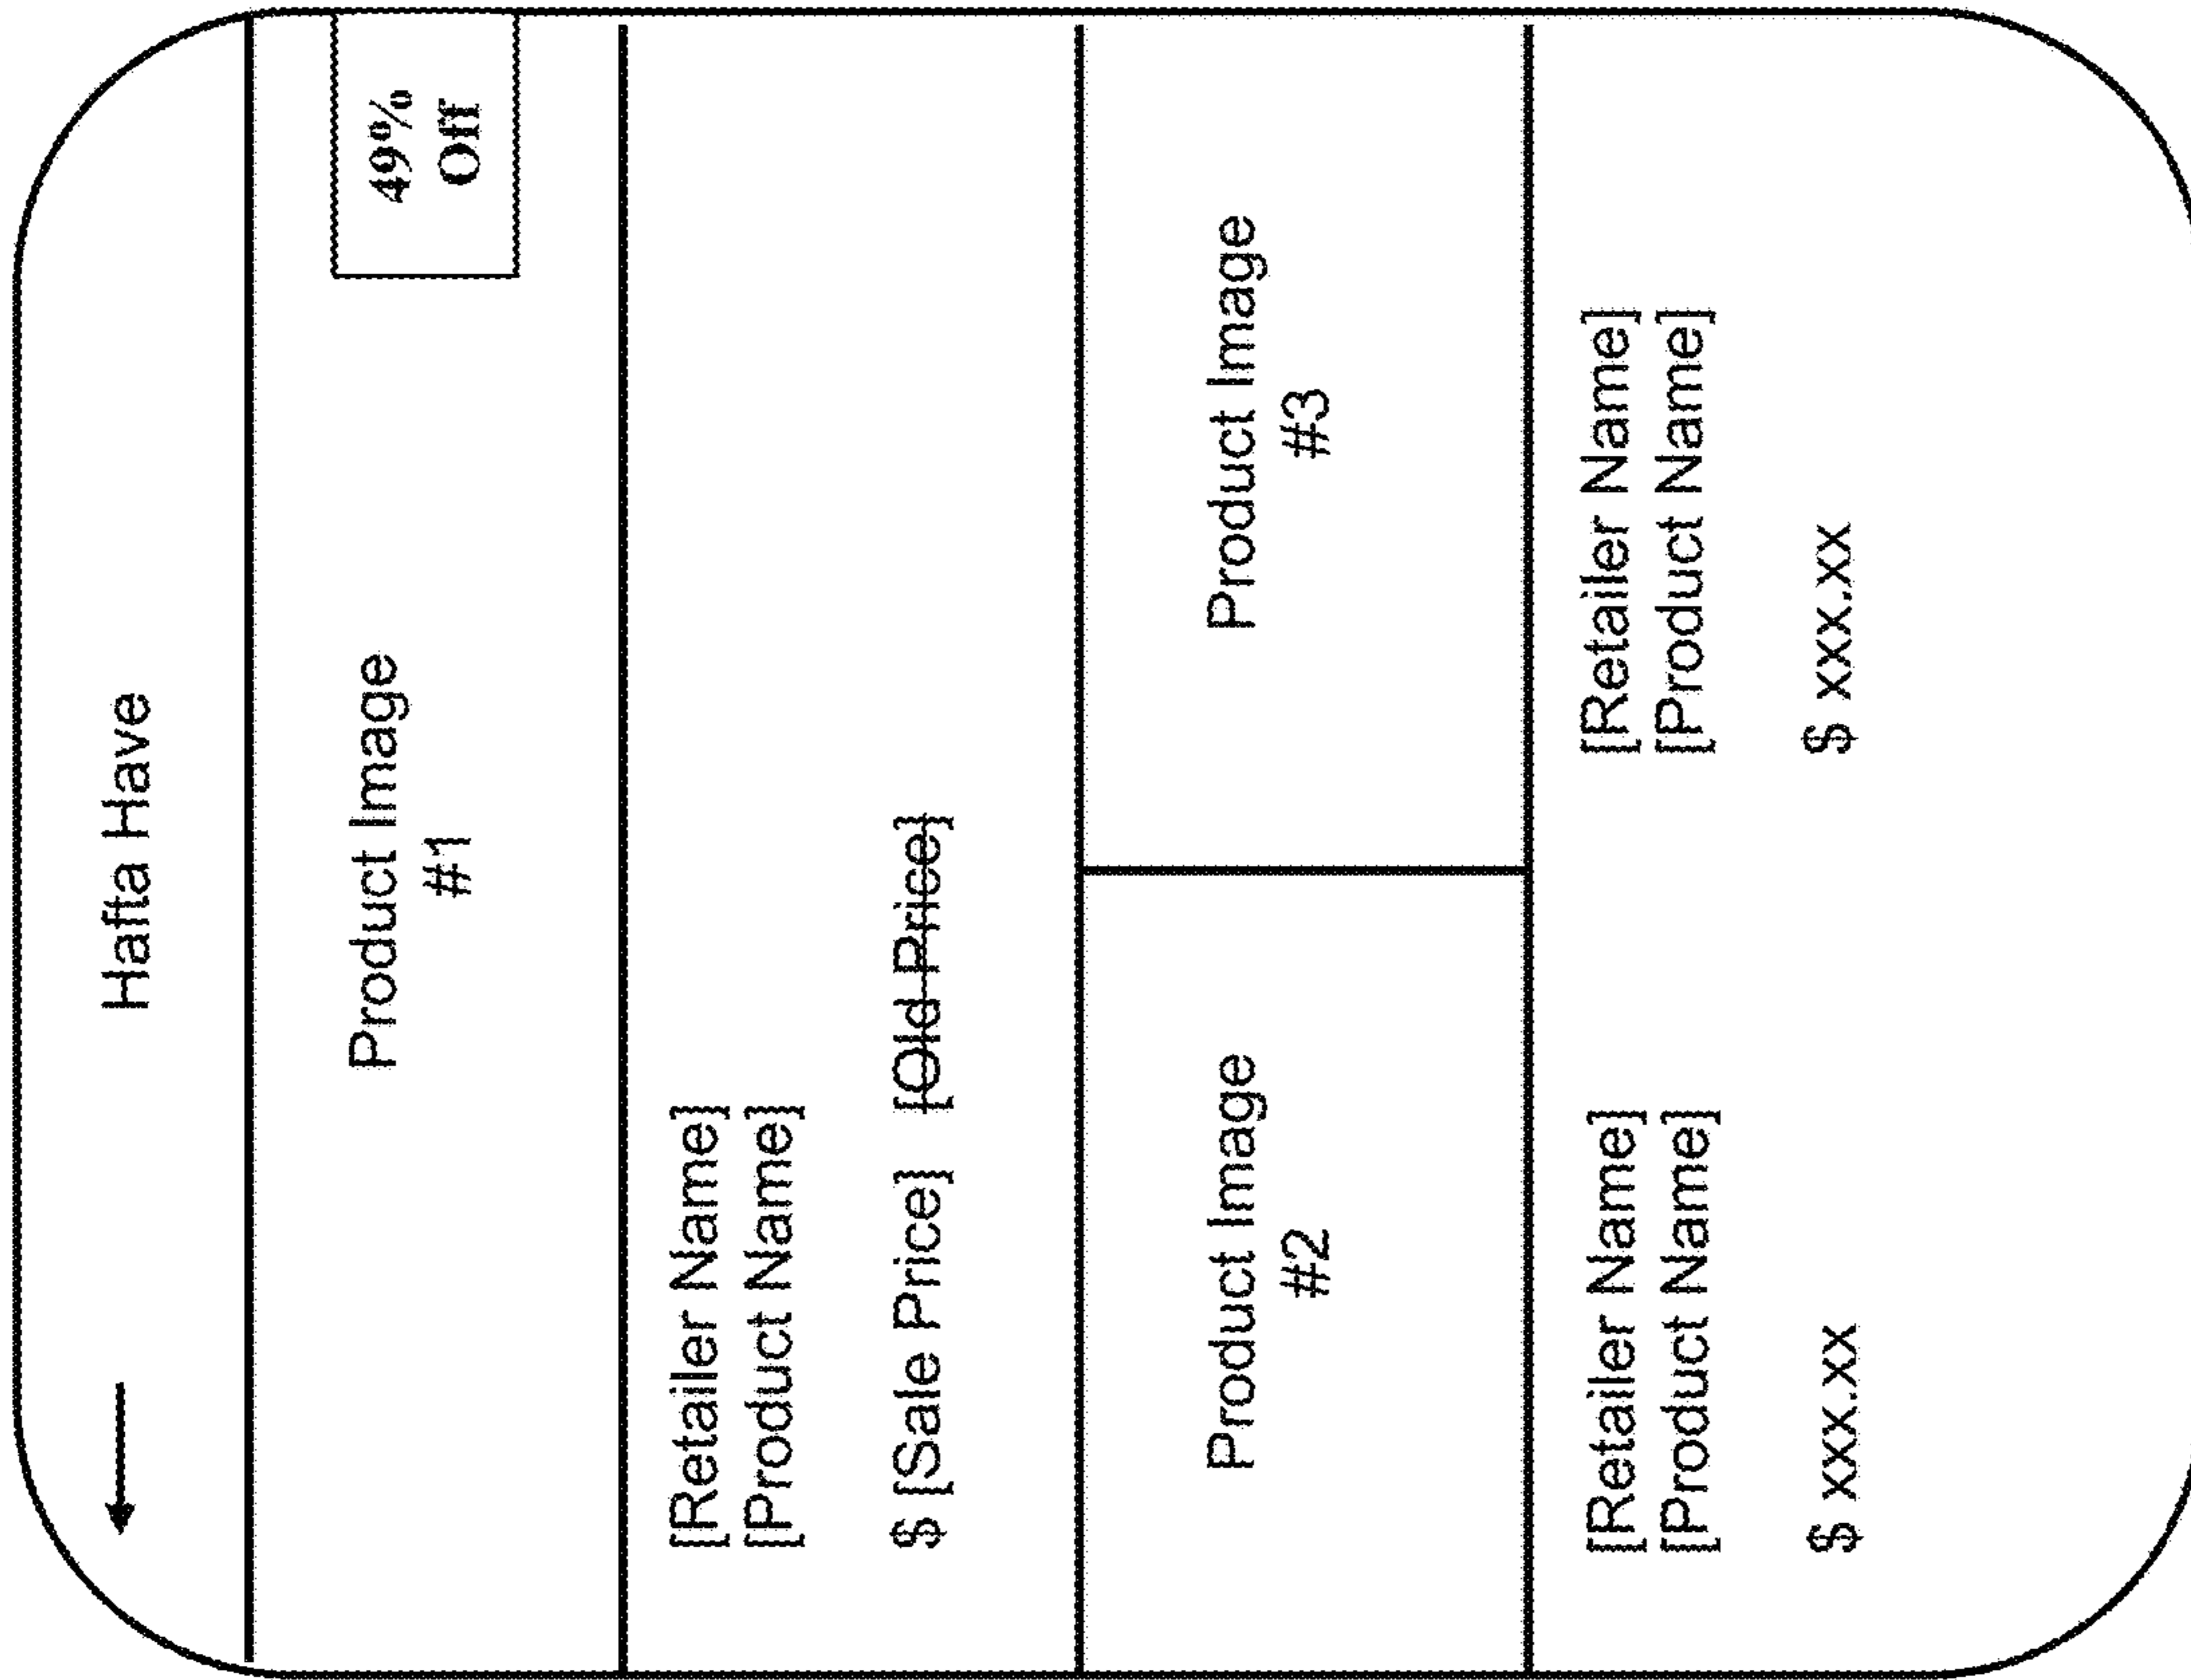 Hafta Have
Product Image
#1
49%
Off
[Retailer Name]
[Product Name]
$ [Sale Price] [Old Price]
Product Image
#2
Product Image
#3
[Retailer Name]
[Product Name]
$ xxx.xx
[Retailer Name]
[Product Name]
$ xxx.xx